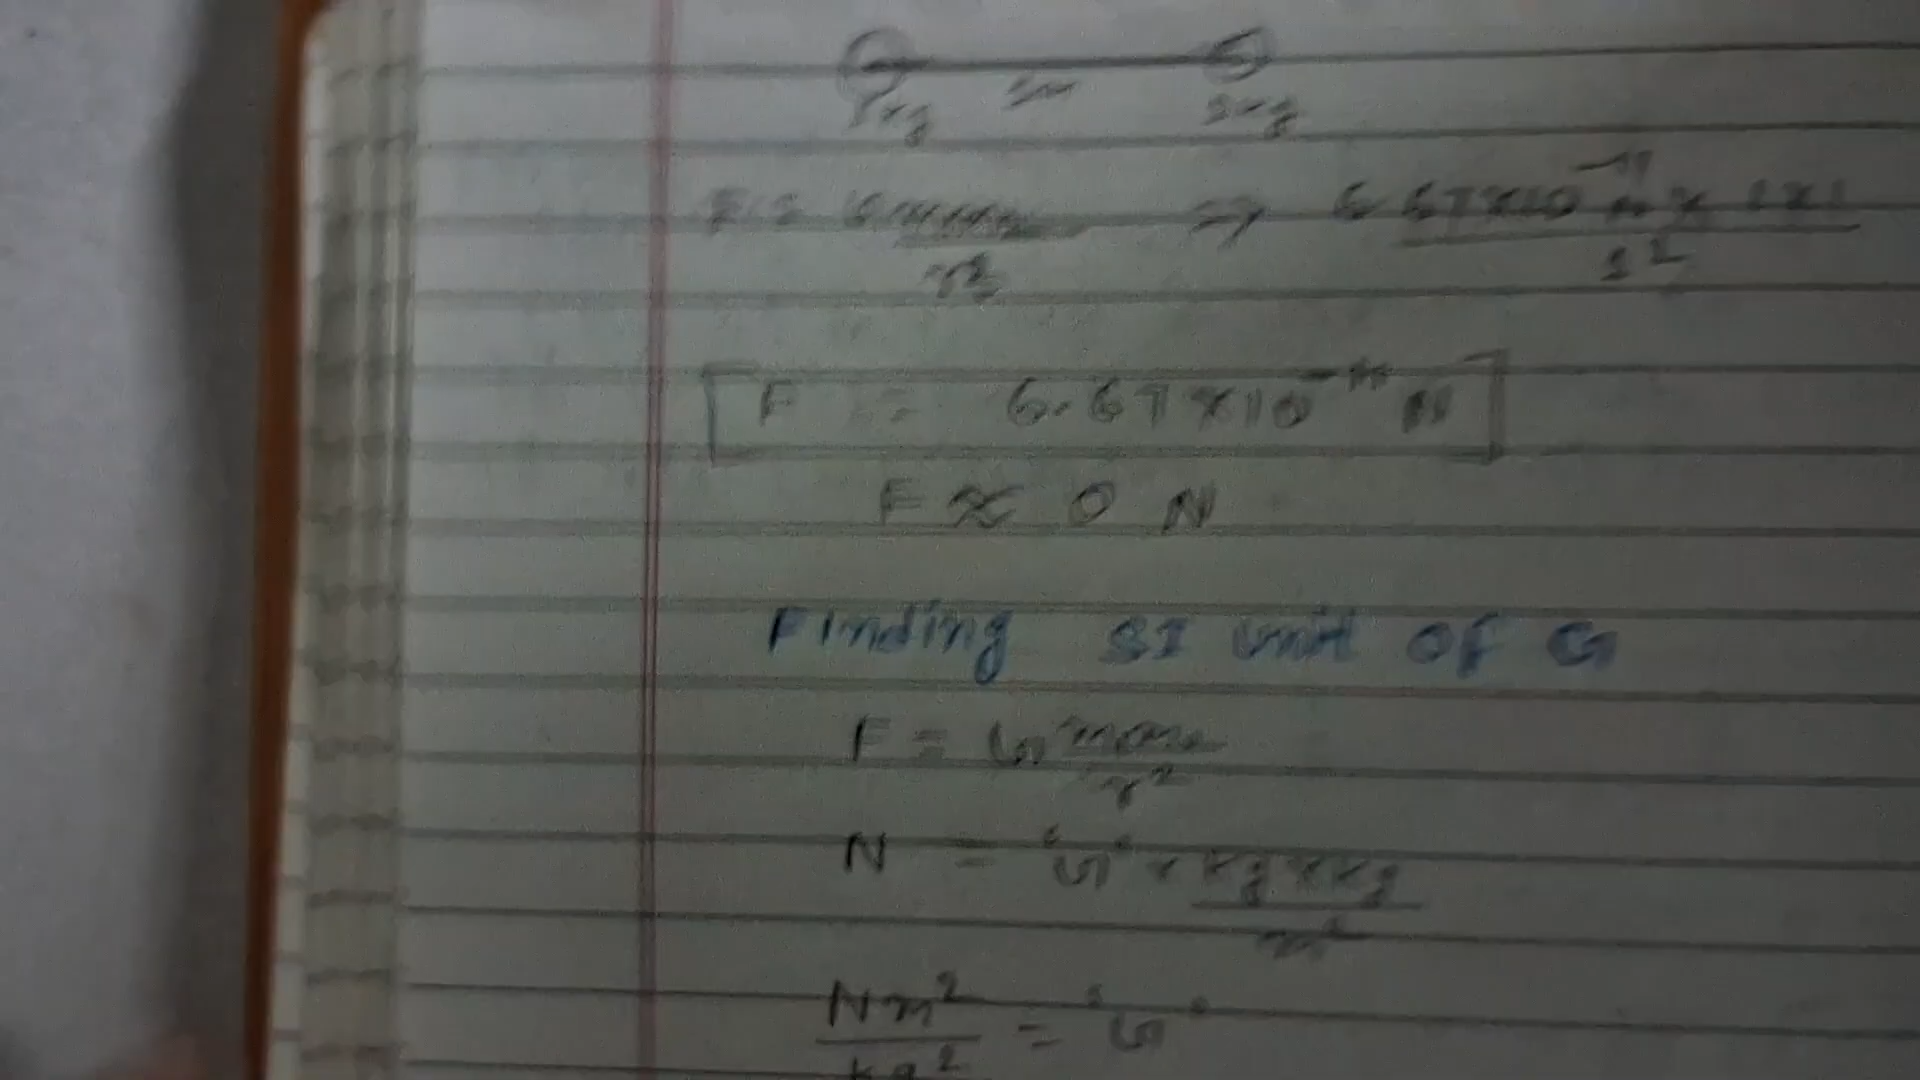 1kg 1m 1kg
F = G m₁m₂ / r² ⇒ 6.67×10⁻¹¹ × 1×1 / 1²
F = 6.67×10⁻¹¹ N
F ≈ 0 N
Finding SI unit of G
F = G m₁m₂ / r²
N = 'G' × kg×kg / m²
Nm² / kg² = 'G'